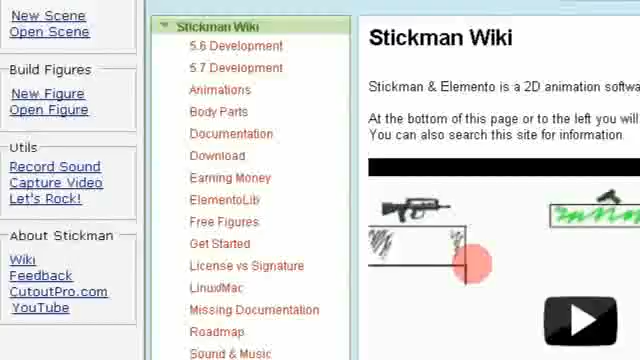 New Scene
Open Scene
Build Figures
New Figure
Open Figure
Utils
Record Sound
Capture Video
Let's Rock!
About Stickman
Wiki
Feedback
CutoutPro.com
YouTube
Stickman Wiki
5.6 Development
5.7 Development
Animations
Body Parts
Documentation
Download
Earning Money
ElementoLib
Free Figures
Get Started
License vs Signature
Linux/Mac
Missing Documentation
Roadmap
Sound & Music
Stickman Wiki
Stickman & Elemento is a 2D animation softwa
At the bottom of this page or to the left you will
You can also search this site for information.